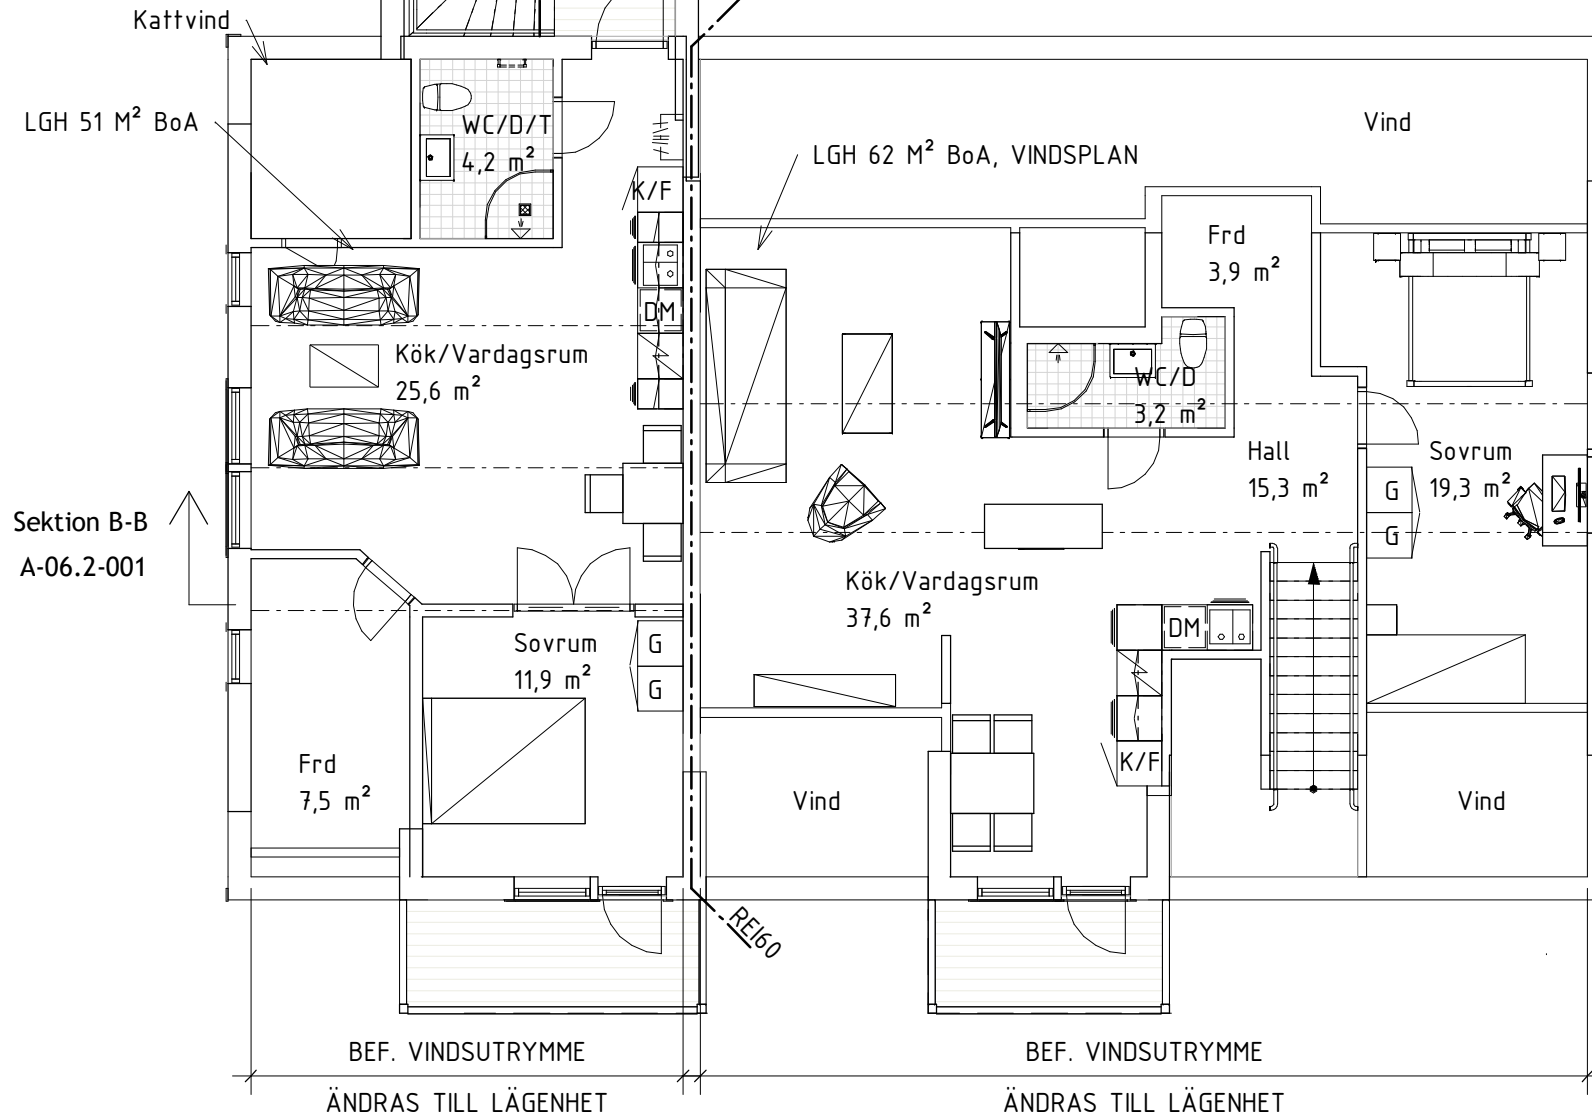 Kattvind
LGH 51 M² BoA
WC/D/T
4,2 m²
K/F
DM
Kök/Vardagsrum
25,6 m²
Sektion B-B
A-06.2-001
Sovrum
11,9 m²
G
G
Frd
7,5 m²
LGH 62 M² BoA, VINDSPLAN
Vind
Frd
3,9 m²
WC/D
3,2 m²
Hall
15,3 m²
Sovrum
19,3 m²
G
G
Kök/Vardagsrum
37,6 m²
DM
K/F
Vind
Vind
REI60
BEF. VINDSUTRYMME
ÄNDRAS TILL LÄGENHET
BEF. VINDSUTRYMME
ÄNDRAS TILL LÄGENHET